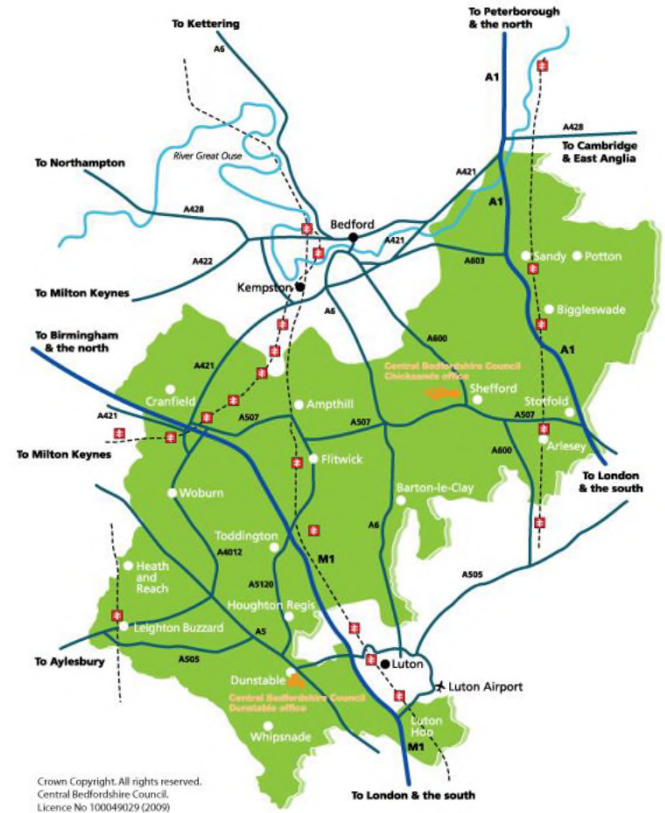 To Peterborough
& the north
To Kettering
A6
A1
A428
To Cambridge
& East Anglia
River Great Ouse
To Northampton
A421
A1
A428
Bedford
A421
A422
A603
Sandy
Potton
To Milton Keynes
Kempston
A6
Biggleswade
To Birmingham
& the north
A600
A1
A421
Central Bedfordshire Council
Chicksands office
Cranfield
Shefford
Stotfold
Ampthill
A421
A507
A507
A507
To Milton Keynes
A600
Arlesey
Flitwick
To London
& the south
Woburn
Barton-le-Clay
A6
Toddington
M1
A4012
Heath
and
Reach
A5120
A505
Houghton Regis
Leighton Buzzard
A5
To Aylesbury
A505
Luton
Dunstable
Luton Airport
Central Bedfordshire Council
Dunstable office
Luton
Hoo
Whipsnade
M1
To London & the south
Crown Copyright. All rights reserved.
Central Bedfordshire Council.
Licence No 100049029 (2009)